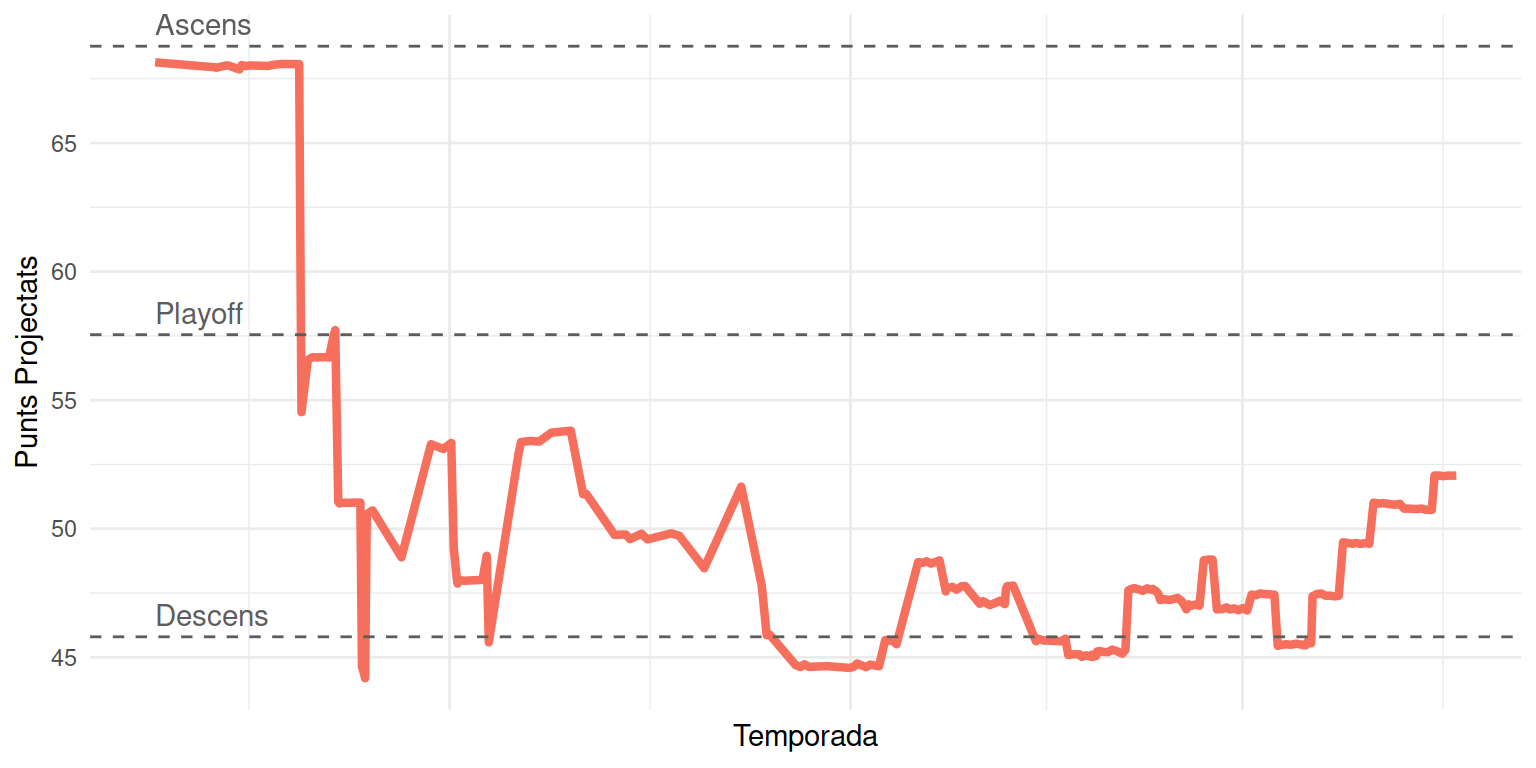 Ascens
65
60
Playoff
55
50
Descens
45
Punts Projectats
Temporada